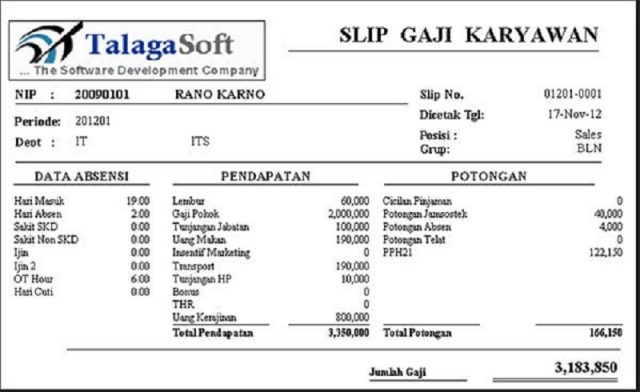 TalagaSoft
... The Software Development Company
SLIP GAJI KARYAWAN
NIP : 20090101 RANO KARNO
Periode: 201201
Deot : IT ITS
Slip No. 01201-0001
Dicetak Tgl: 17-Nov-12
Posisi : Sales
Grup: BLN
DATA ABSENSI PENDAPATAN POTONGAN
Hari Masuk 19.00 Lembur 60,000 Cicilan Pinjaman 0
Hari Absen 2.00 Gaji Pokok 2,000,000 Potongan Jamsostek 40,000
Sakit SKD 0.00 Tunjangan Jabatan 100,000 Potongan Absen 4,000
Sakit Non SKD 0.00 Uang Makan 190,000 Potongan Telat 0
Ijin 0.00 Insentif Marketing 0 PPH21 122,150
Ijin 2 0.00 Transport 190,000
OT Hour 6.00 Tunjangan HP 10,000
Hari Cuti 0.00 Bonus 0
THR 0
Uang Kerajinan 800,000
Total Pendapatan 3,350,000 Total Potongan 166,150
Jumlah Gaji 3,183,850